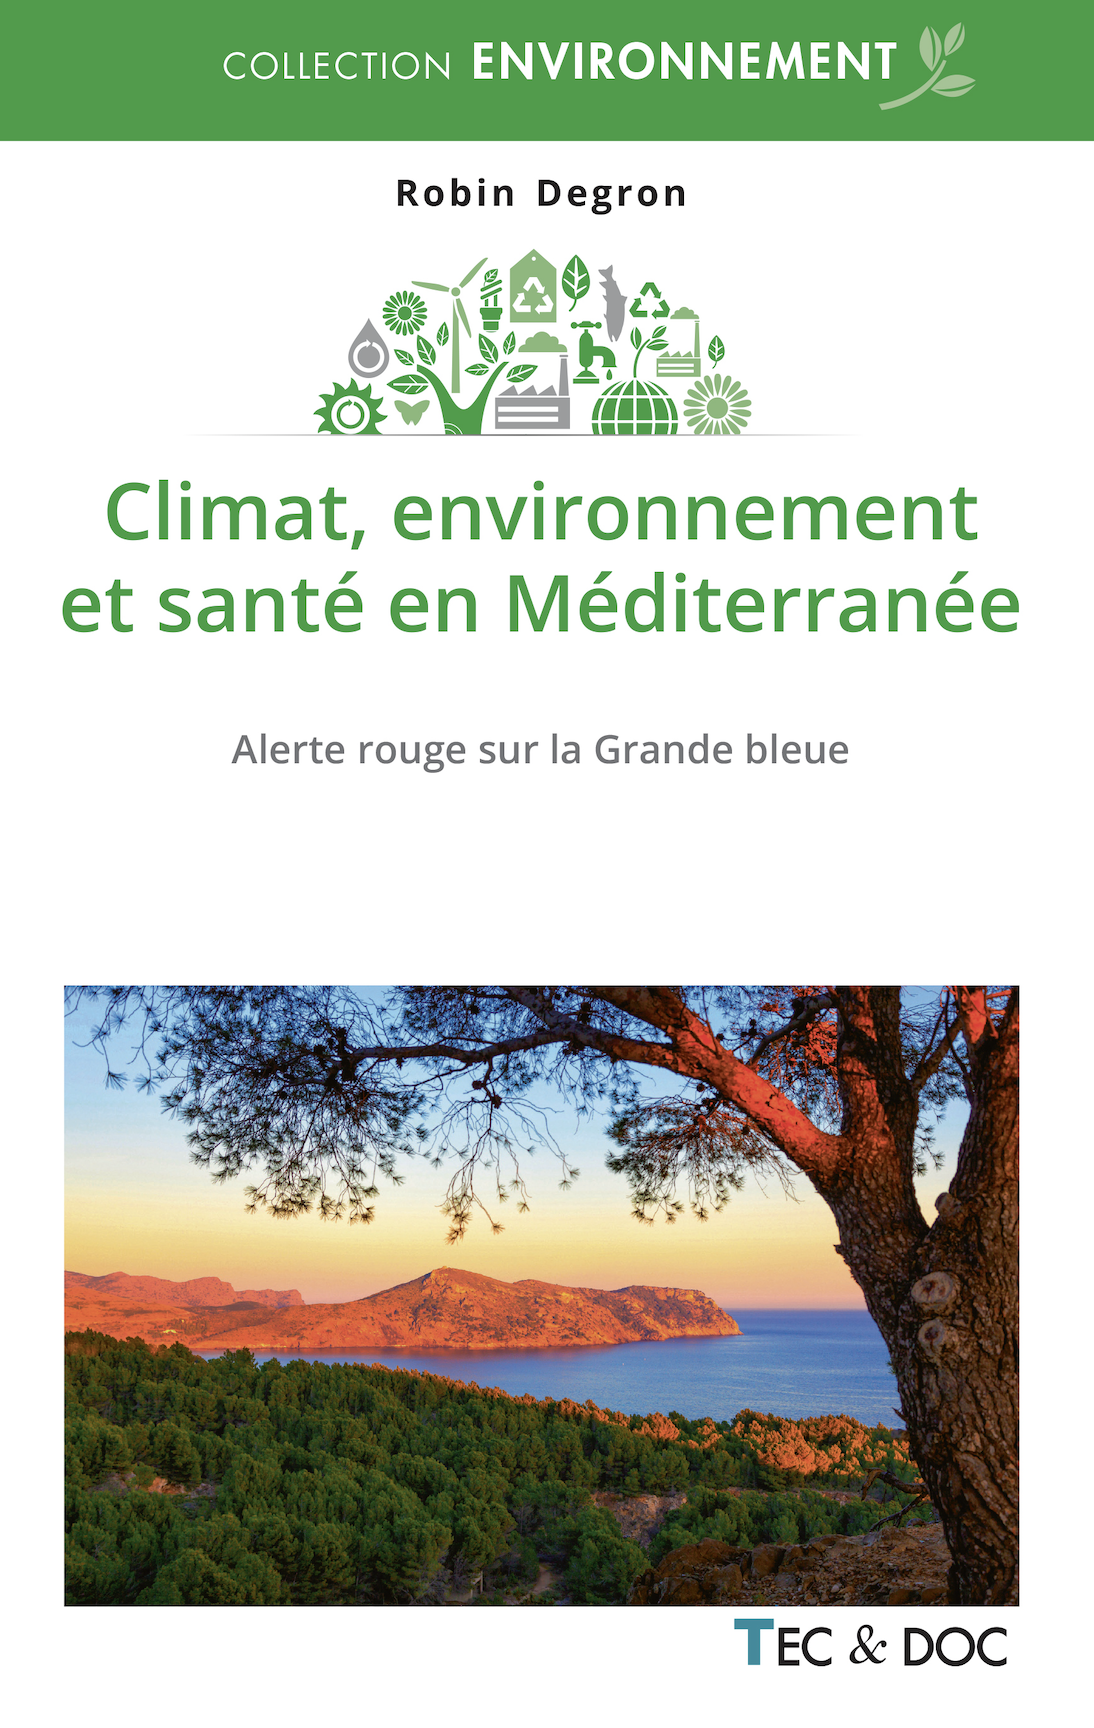 COLLECTION ENVIRONNEMENT
Robin Degron
Climat, environnement
et santé en Méditerranée
Alerte rouge sur la Grande bleue
TEC & DOC